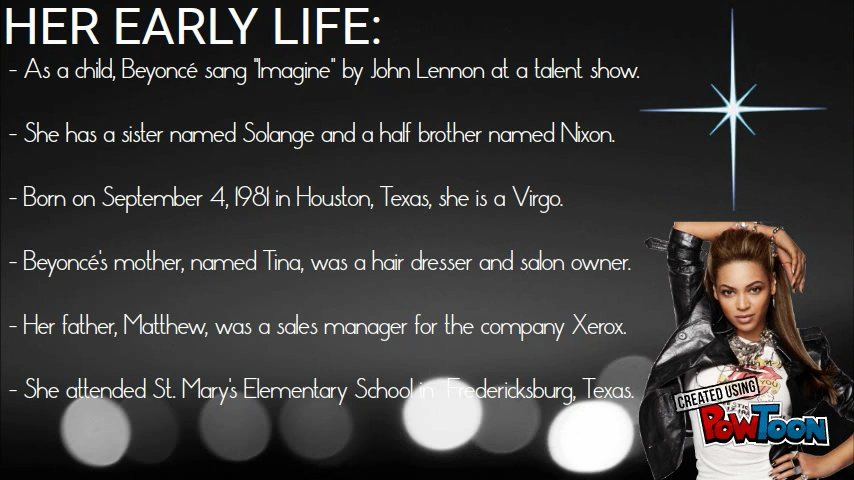 HER EARLY LIFE:
- As a child, Beyoncé sang "Imagine" by John Lennon at a talent show.
- She has a sister named Solange and a half brother named Nixon.
- Born on September 4, 1981 in Houston, Texas, she is a Virgo.
- Beyoncé's mother, named Tina, was a hair dresser and salon owner.
- Her father, Matthew, was a sales manager for the company Xerox.
- She attended St. Mary's Elementary School in Fredericksburg, Texas.
CREATED USING
POWTOON